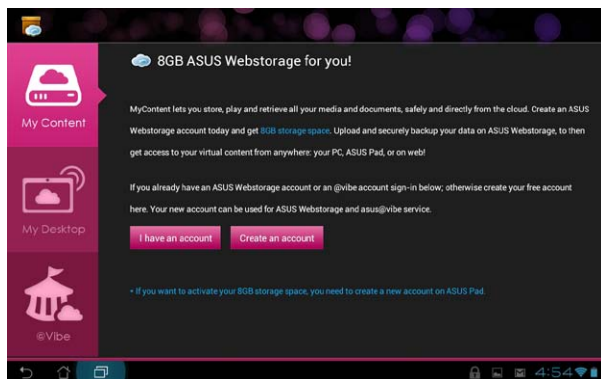 8GB ASUS Webstorage for you!
My Content
MyContent lets you store, play and retrieve all your media and documents, safely and directly from the cloud. Create an ASUS
Webstorage account today and get 8GB storage space. Upload and securely backup your data on ASUS Webstorage, to then
get access to your virtual content from anywhere: your PC, ASUS Pad, or on web!
If you already have an ASUS Webstorage account or an @vibe account sign-in below; otherwise create your free account
here. Your new account can be used for ASUS Webstorage and asus@vibe service.
My Desktop
I have an account
Create an account
• If you want to activate your 8GB storage space, you need to create a new account on ASUS Pad.
©Vibe
4:54